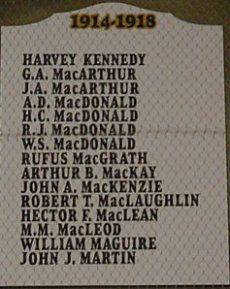 1914-1918
HARVEY KENNEDY
G.A. MacARTHUR
J.A. MacARTHUR
A.D. MacDONALD
H.C. MacDONALD
R.J. MacDONALD
W.S. MacDONALD
RUFUS MacGRATH
ARTHUR B. MacKAY
JOHN A. MacKENZIE
ROBERT T. MacLAUGHLIN
HECTOR F. MacLEAN
M.M. MacLEOD
WILLIAM MAGUIRE
JOHN J. MARTIN